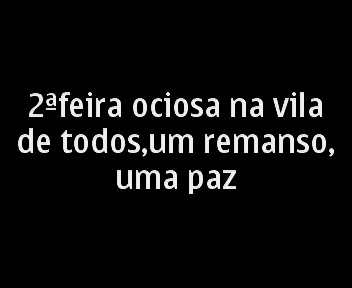 2ªfeira ociosa na vila
de todos,um remanso,
uma paz